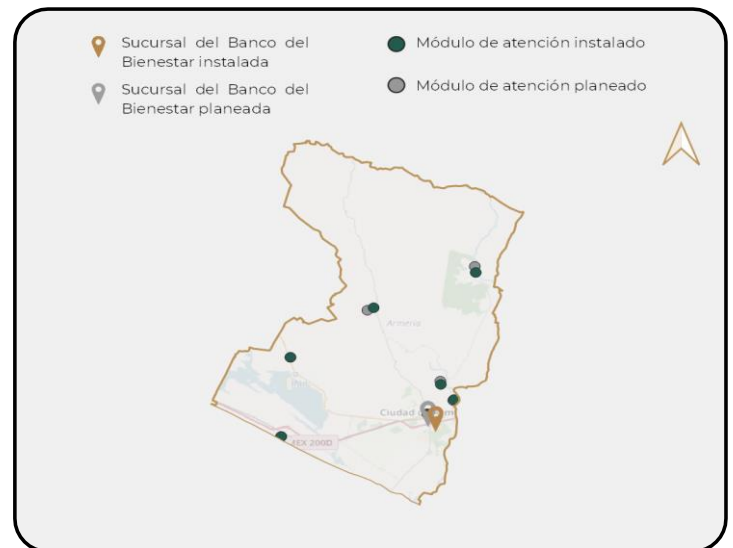 Sucursal del Banco del
Bienestar instalada
Sucursal del Banco del
Bienestar planeada
Módulo de atención instalado
Módulo de atención planeado
Armería
Ciudad
MEX 200D